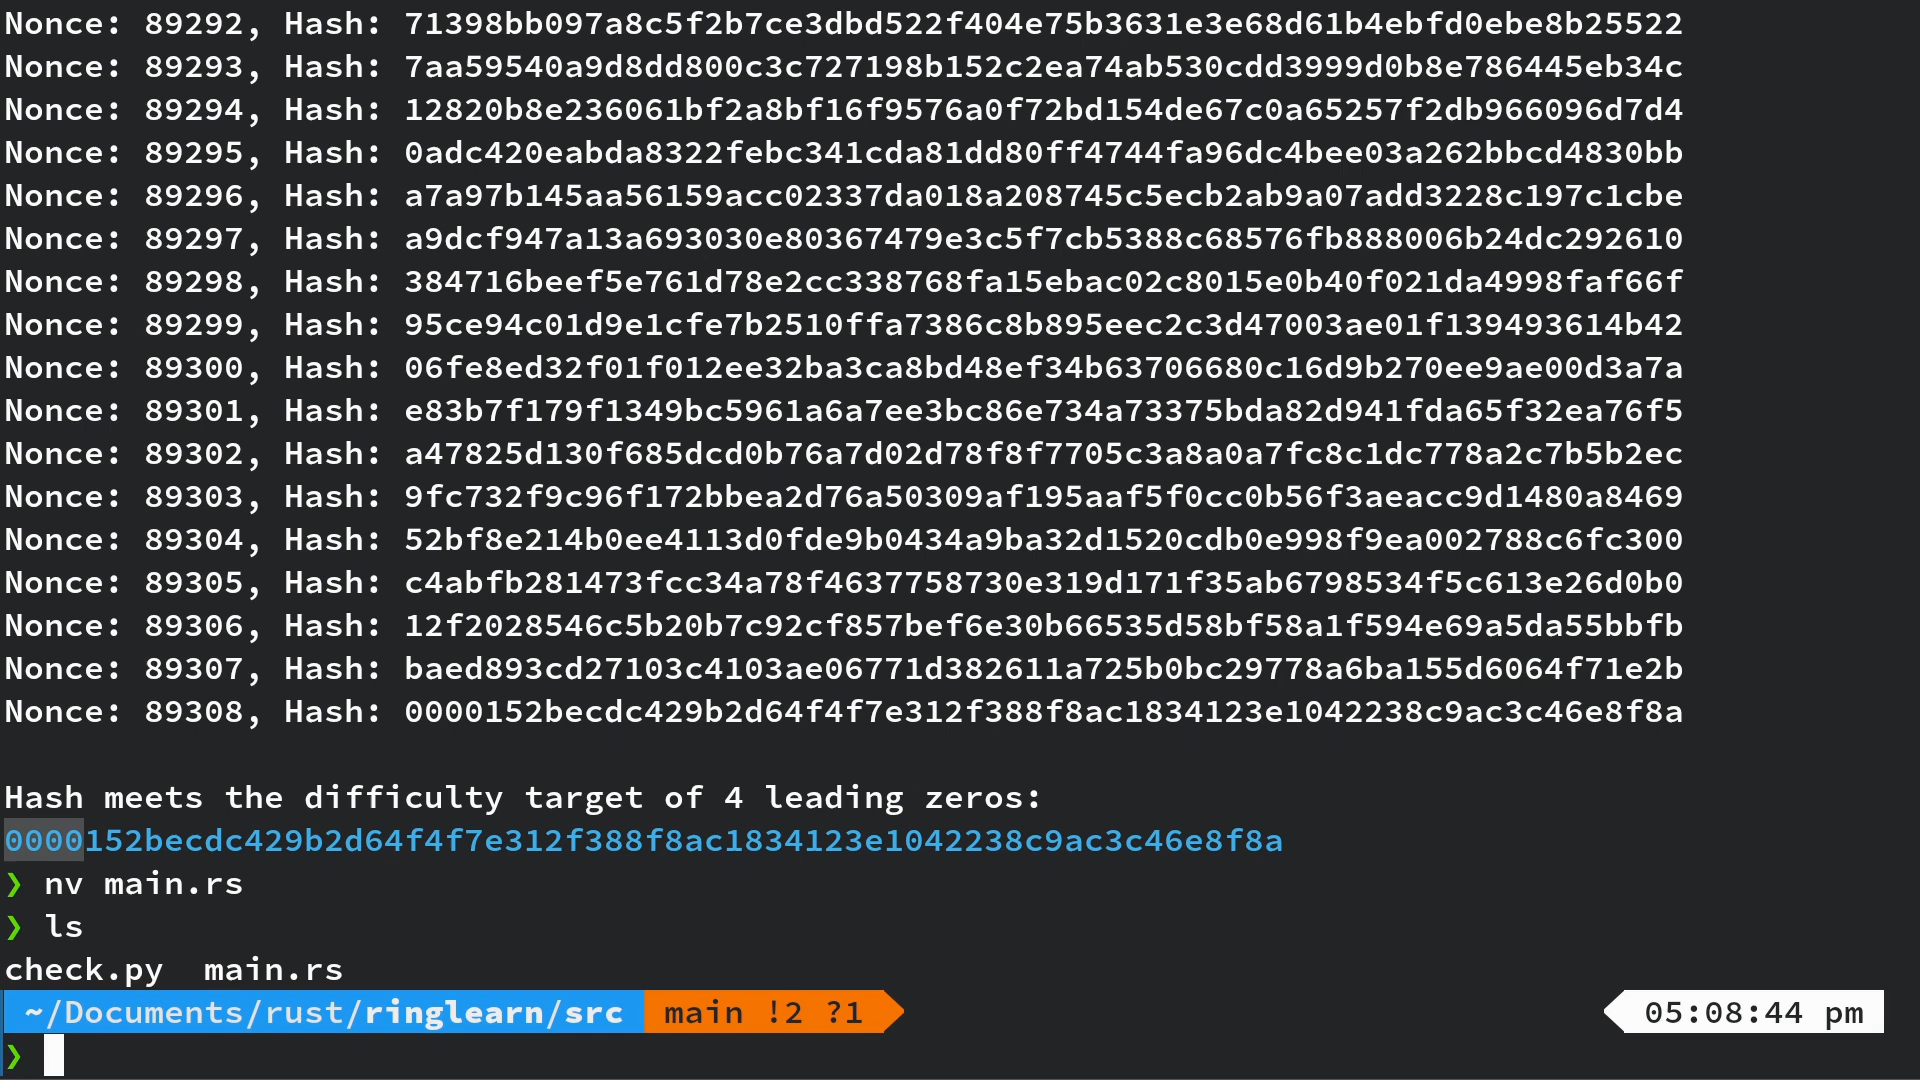 Nonce: 89292, Hash: 71398bb097a8c5f2b7ce3dbd522f404e75b3631e3e68d61b4ebfd0ebe8b25522
Nonce: 89293, Hash: 7aa59540a9d8dd800c3c727198b152c2ea74ab530cdd3999d0b8e786445eb34c
Nonce: 89294, Hash: 12820b8e236061bf2a8bf16f9576a0f72bd154de67c0a65257f2db966096d7d4
Nonce: 89295, Hash: 0adc420eabda8322febc341cda81dd80ff4744fa96dc4bee03a262bbcd4830bb
Nonce: 89296, Hash: a7a97b145aa56159acc02337da018a208745c5ecb2ab9a07add3228c197c1cbe
Nonce: 89297, Hash: a9dcf947a13a693030e80367479e3c5f7cb5388c68576fb888006b24dc292610
Nonce: 89298, Hash: 384716beef5e761d78e2cc338768fa15ebac02c8015e0b40f021da4998faf66f
Nonce: 89299, Hash: 95ce94c01d9e1cfe7b2510ffa7386c8b895eec2c3d47003ae01f139493614b42
Nonce: 89300, Hash: 06fe8ed32f01f012ee32ba3ca8bd48ef34b63706680c16d9b270ee9ae00d3a7a
Nonce: 89301, Hash: e83b7f179f1349bc5961a6a7ee3bc86e734a73375bda82d941fda65f32ea76f5
Nonce: 89302, Hash: a47825d130f685dcd0b76a7d02d78f8f7705c3a8a0a7fc8c1dc778a2c7b5b2ec
Nonce: 89303, Hash: 9fc732f9c96f172bbea2d76a50309af195aaf5f0cc0b56f3aeacc9d1480a8469
Nonce: 89304, Hash: 52bf8e214b0ee4113d0fde9b0434a9ba32d1520cdb0e998f9ea002788c6fc300
Nonce: 89305, Hash: c4abfb281473fcc34a78f4637758730e319d171f35ab6798534f5c613e26d0b0
Nonce: 89306, Hash: 12f2028546c5b20b7c92cf857bef6e30b66535d58bf58a1f594e69a5da55bbfb
Nonce: 89307, Hash: baed893cd27103c4103ae06771d382611a725b0bc29778a6ba155d6064f71e2b
Nonce: 89308, Hash: 0000152becdc429b2d64f4f7e312f388f8ac1834123e1042238c9ac3c46e8f8a
Hash meets the difficulty target of 4 leading zeros:
0000152becdc429b2d64f4f7e312f388f8ac1834123e1042238c9ac3c46e8f8a
❯ nv main.rs
❯ ls
check.py  main.rs
~/Documents/rust/ringlearn/src main !2 ?1 05:08:44 pm
❯